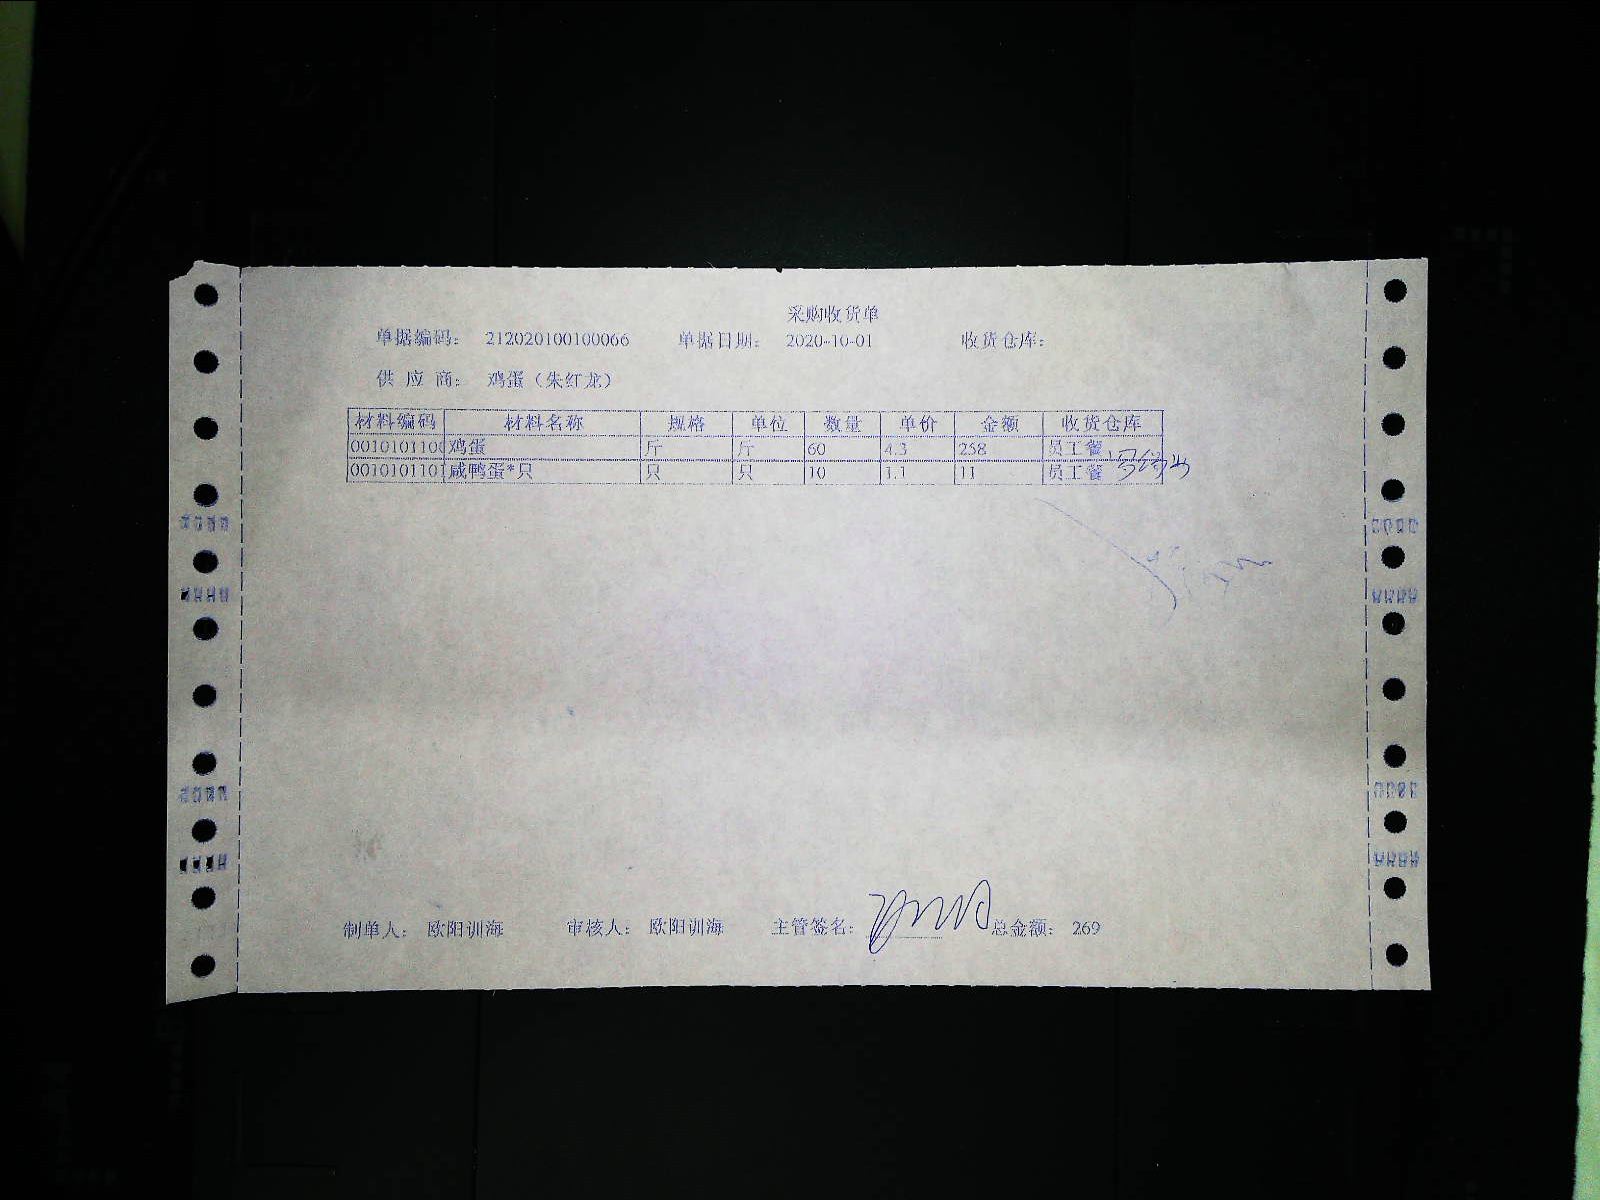 采购收货单
单据编码: 212020100100066 单据日期: 2020-10-01 收货仓库:
供 应 商: 鸡蛋（朱红龙）
材料编码 材料名称 规格 单位 数量 单价 金额 收货仓库
0010101100 鸡蛋 斤 斤 60 4.3 258 员工餐
0010101101 咸鸭蛋*只 只 只 10 1.1 11 员工餐
制单人: 欧阳训海 审核人: 欧阳训海 主管签名: 总金额: 269